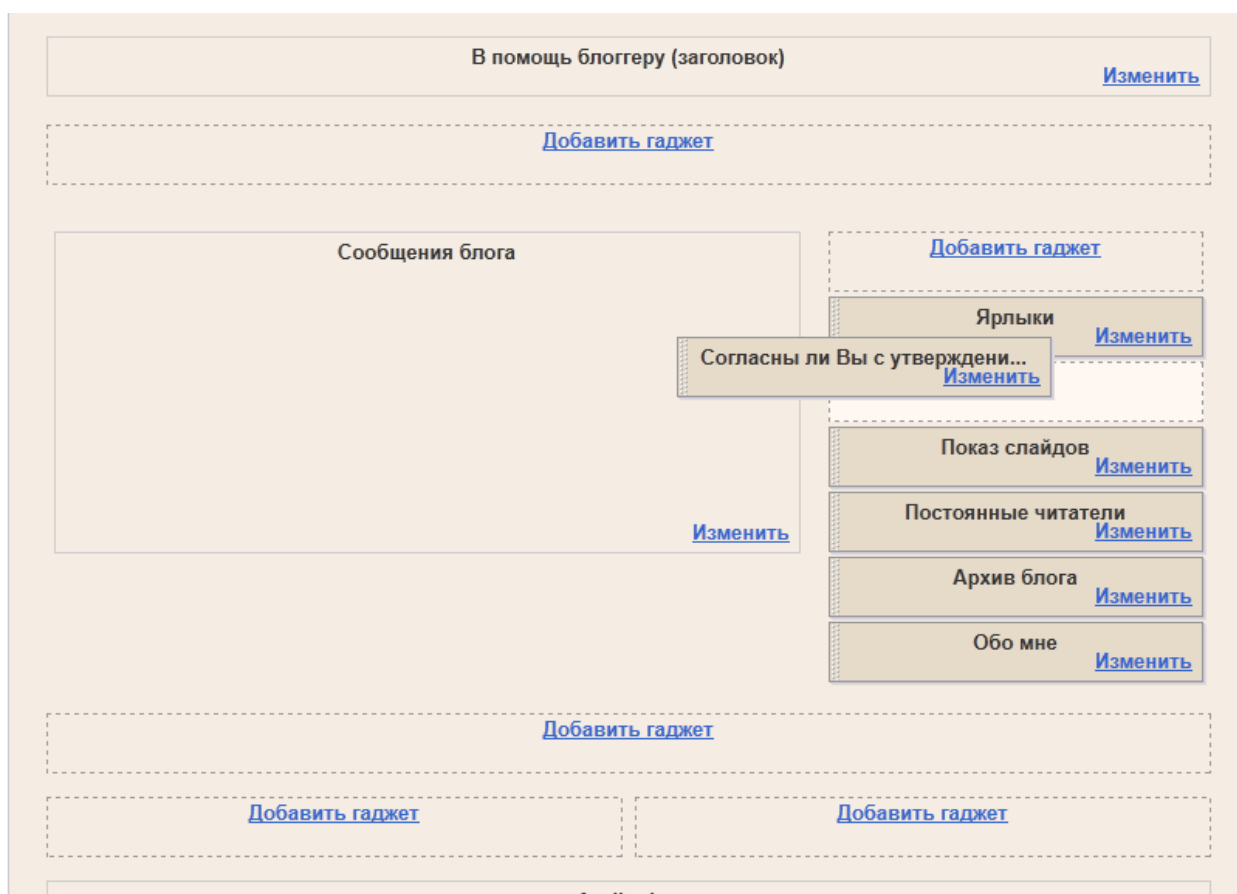 В помощь блоггеру (заголовок)
Изменить
Добавить гаджет
Сообщения блога
Изменить
Добавить гаджет
Ярлыки
Изменить
Согласны ли Вы с утверждени...
Изменить
Показ слайдов
Изменить
Постоянные читатели
Изменить
Архив блога
Изменить
Обо мне
Изменить
Добавить гаджет
Добавить гаджет
Добавить гаджет